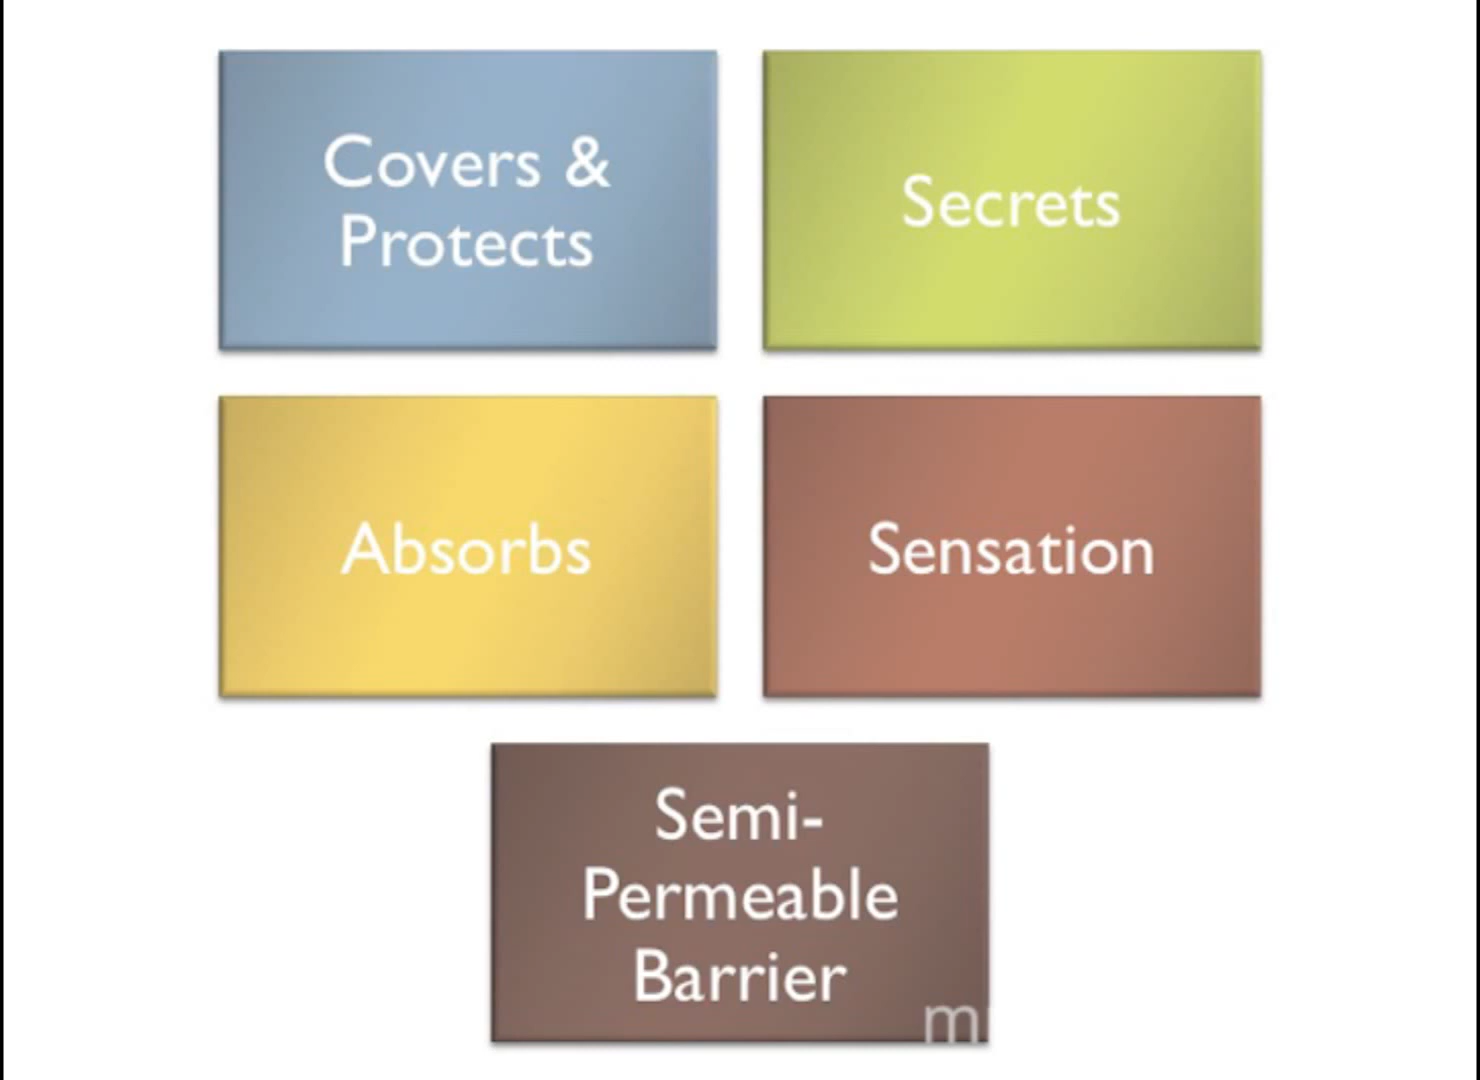 Covers &
Protects
Secrets
Absorbs
Sensation
Semi-
Permeable
Barrier
m